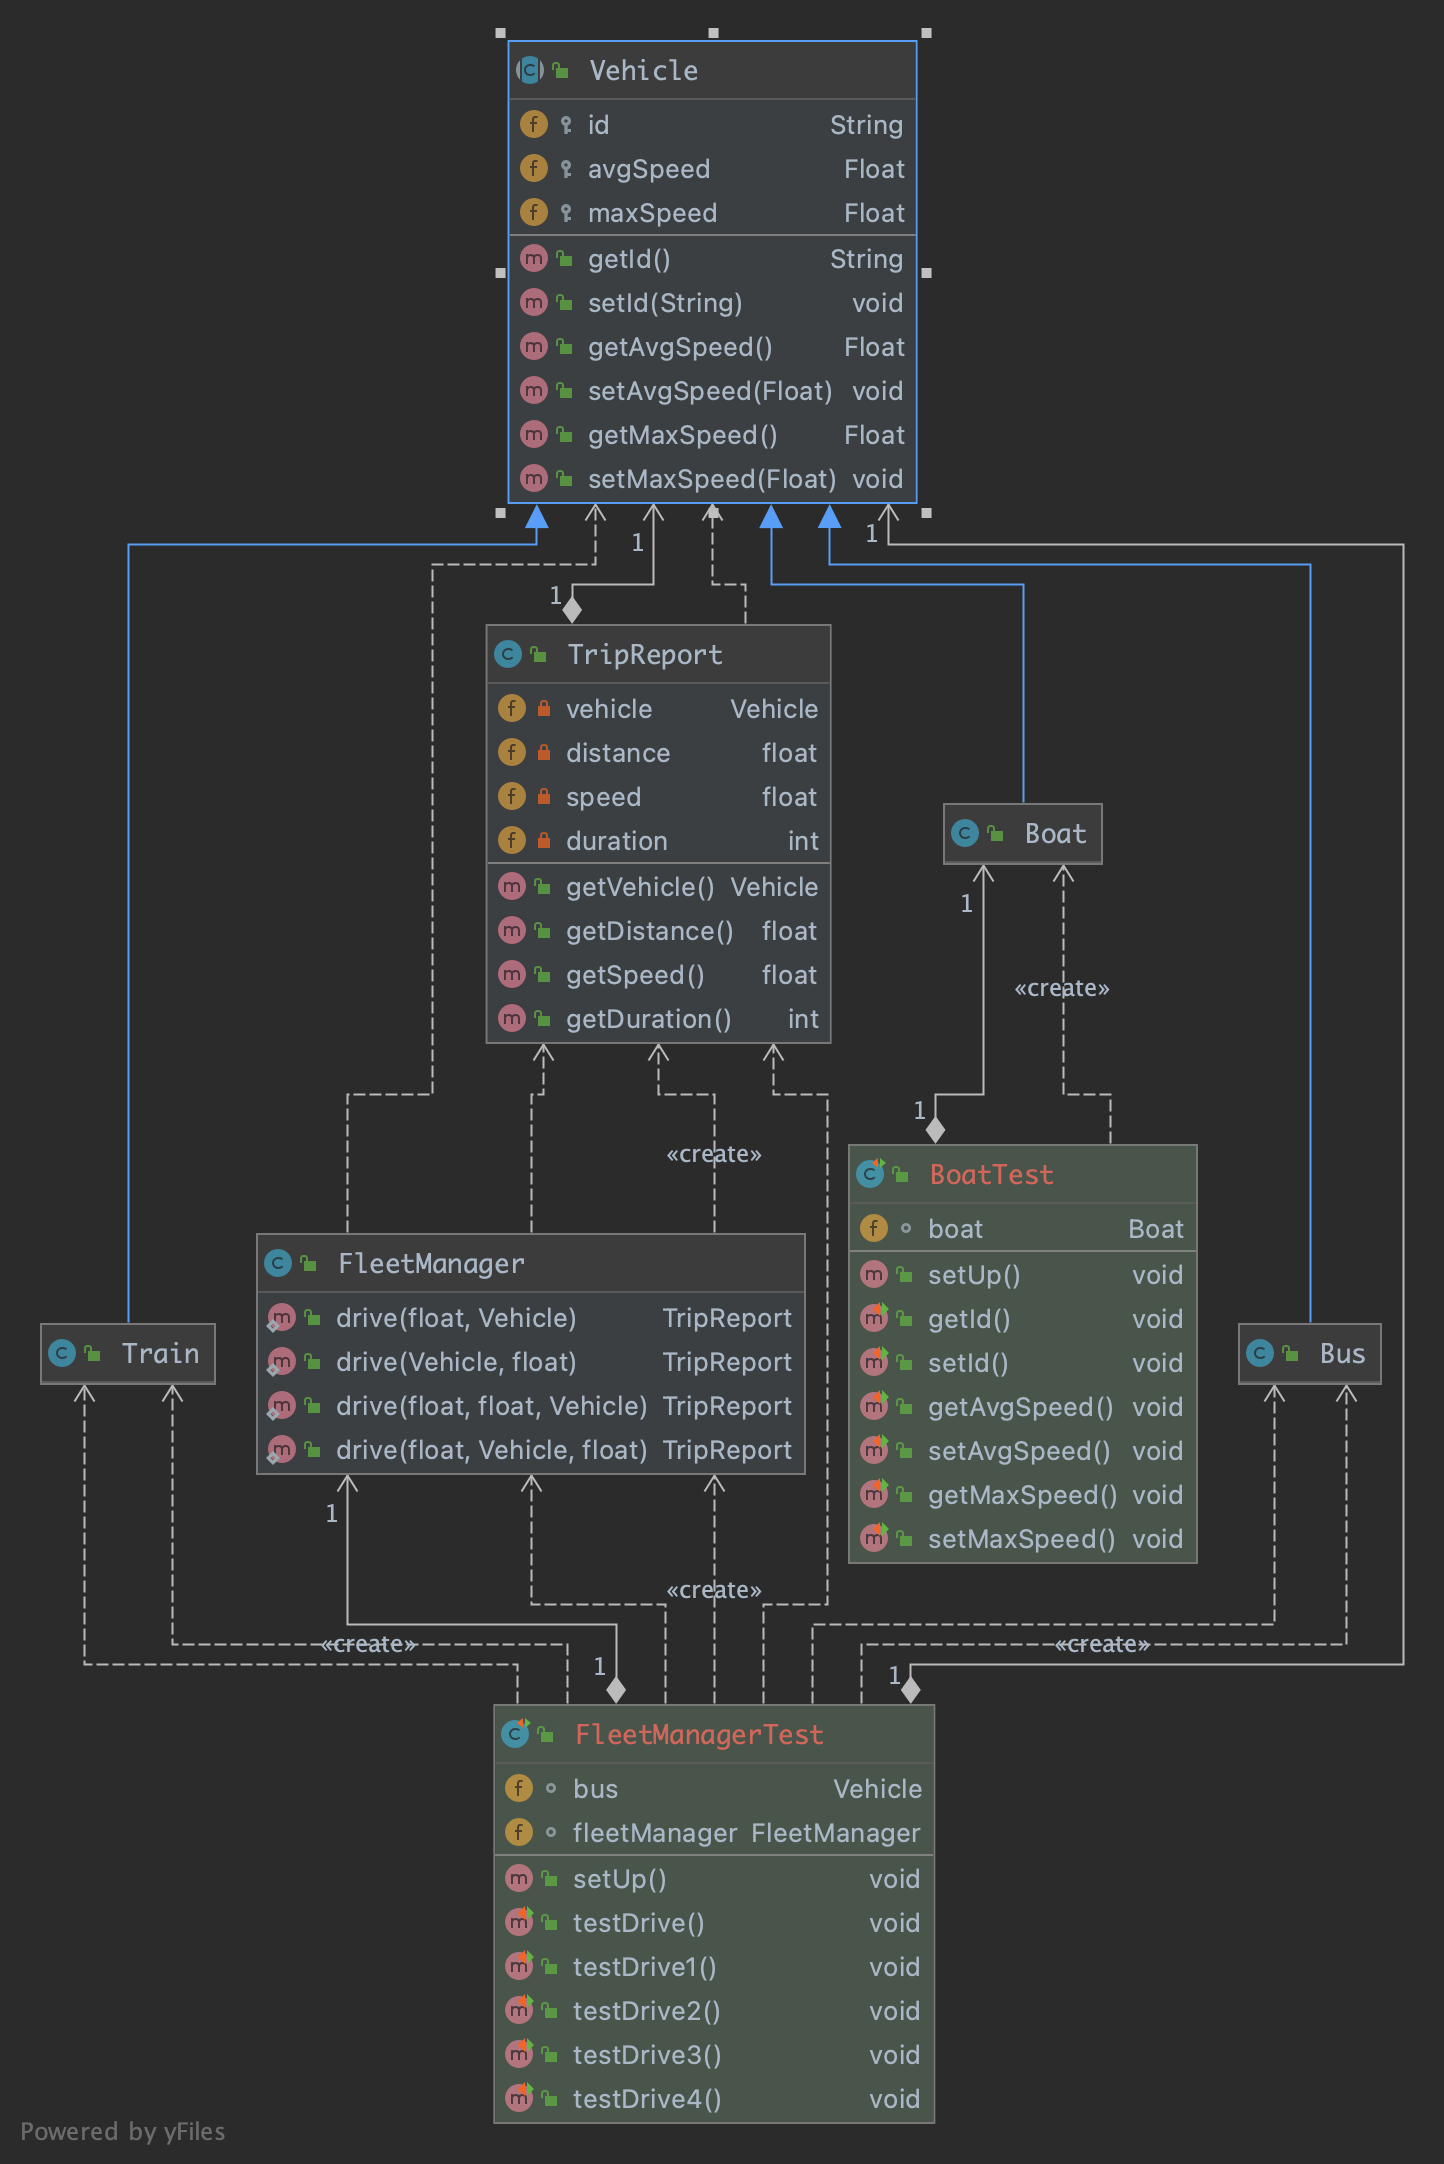 Vehicle
id String
avgSpeed Float
maxSpeed Float
getId() String
setId(String) void
getAvgSpeed() Float
setAvgSpeed(Float) void
getMaxSpeed() Float
setMaxSpeed(Float) void
1
1
1
TripReport
vehicle Vehicle
distance float
speed float
duration int
getVehicle() Vehicle
getDistance() float
getSpeed() float
getDuration() int
Boat
1
«create»
1
«create»
BoatTest
boat Boat
setUp() void
getId() void
setId() void
getAvgSpeed() void
setAvgSpeed() void
getMaxSpeed() void
setMaxSpeed() void
FleetManager
drive(float, Vehicle) TripReport
drive(Vehicle, float) TripReport
drive(float, float, Vehicle) TripReport
drive(float, Vehicle, float) TripReport
Train
Bus
1
«create»
«create»
«create»
1
1
FleetManagerTest
bus Vehicle
fleetManager FleetManager
setUp() void
testDrive() void
testDrive1() void
testDrive2() void
testDrive3() void
testDrive4() void
Powered by yFiles